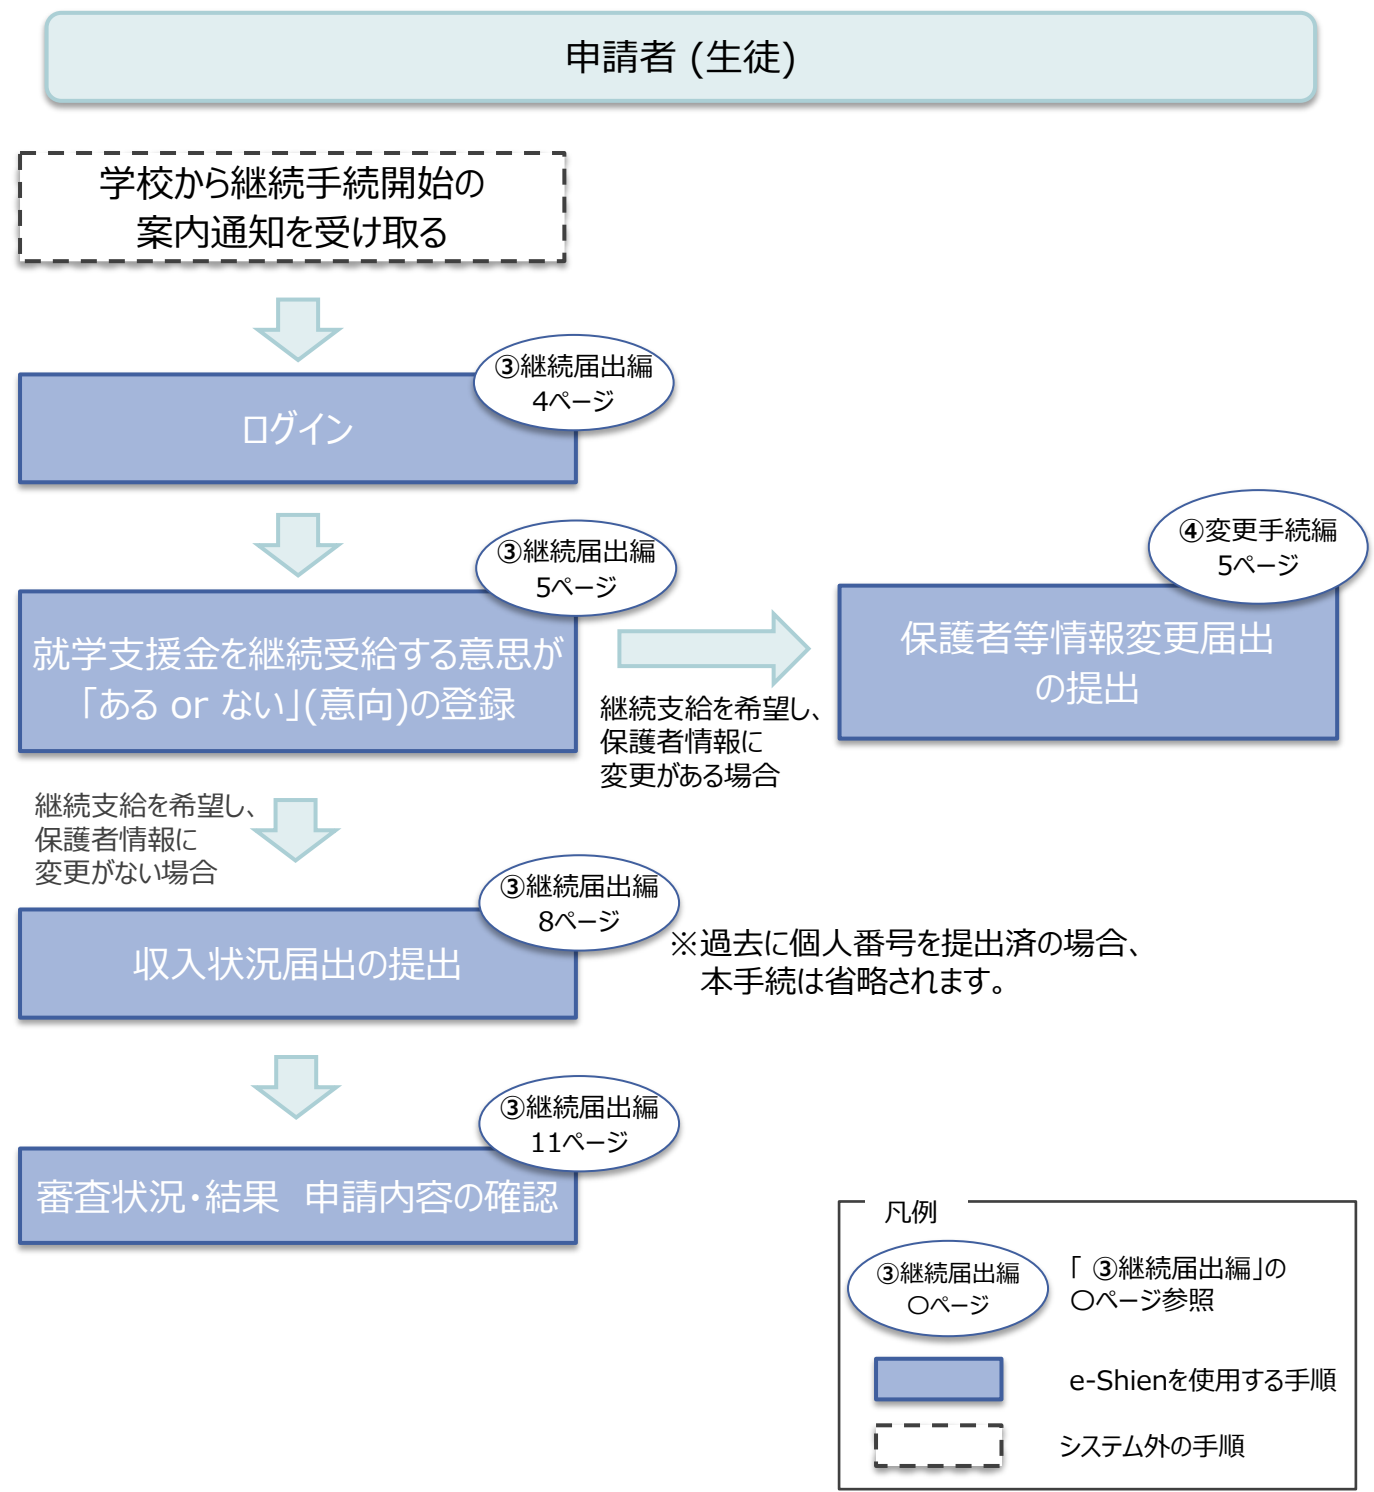 申請者 (生徒)
学校から継続手続開始の
案内通知を受け取る
③継続届出編
4ページ
ログイン
③継続届出編
5ページ
就学支援金を継続受給する意思が
「ある or ない」(意向)の登録
④変更手続編
5ページ
保護者等情報変更届出
の提出
継続支給を希望し、
保護者情報に
変更がある場合
継続支給を希望し、
保護者情報に
変更がない場合
③継続届出編
8ページ
収入状況届出の提出
※過去に個人番号を提出済の場合、
本手続は省略されます。
③継続届出編
11ページ
審査状況・結果　申請内容の確認
凡例
③継続届出編
〇ページ
「 ③継続届出編」の
〇ページ参照
e-Shienを使用する手順
システム外の手順